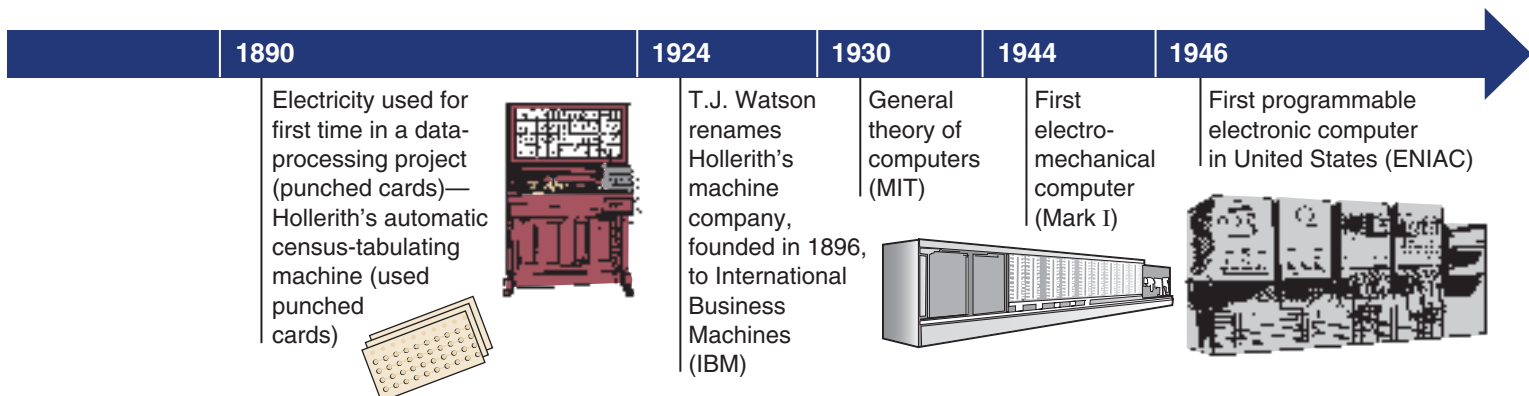 1890
Electricity used for
first time in a data-
processing project
(punched cards)—
Hollerith's automatic
census-tabulating
machine (used
punched
cards)
1924
T.J. Watson
renames
Hollerith's
machine
company,
founded in 1896,
to International
Business
Machines
(IBM)
1930
General
theory of
computers
(MIT)
1944
First
electro-
mechanical
computer
(Mark I)
1946
First programmable
electronic computer
in United States (ENIAC)